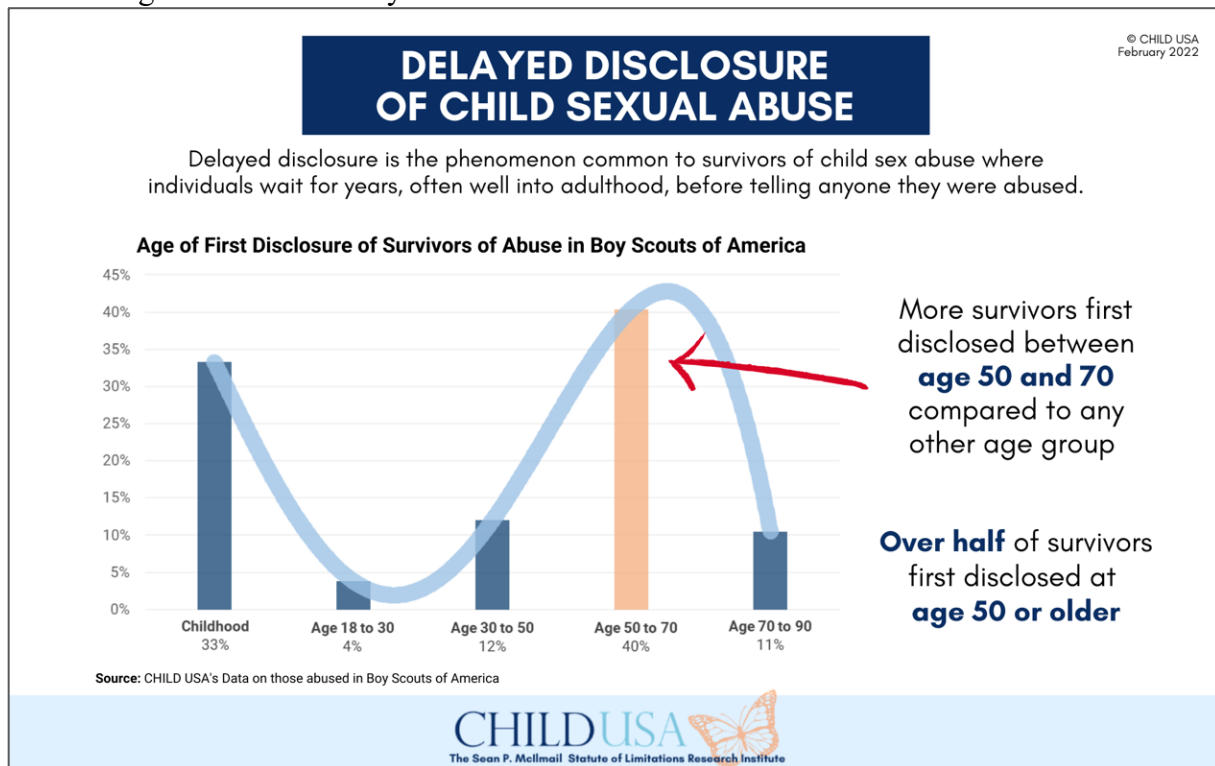 © CHILD USA
February 2022
DELAYED DISCLOSURE
OF CHILD SEXUAL ABUSE
Delayed disclosure is the phenomenon common to survivors of child sex abuse where
individuals wait for years, often well into adulthood, before telling anyone they were abused.
Age of First Disclosure of Survivors of Abuse in Boy Scouts of America
45%
40%
35%
30%
25%
20%
15%
10%
5%
0%
Childhood
33%
Age 18 to 30
4%
Age 30 to 50
12%
Age 50 to 70
40%
Age 70 to 90
11%
More survivors first
disclosed between
age 50 and 70
compared to any
other age group
Over half of survivors
first disclosed at
age 50 or older
Source: CHILD USA's Data on those abused in Boy Scouts of America
CHILDUSA
The Sean P. McIlmail Statute of Limitations Research Institute